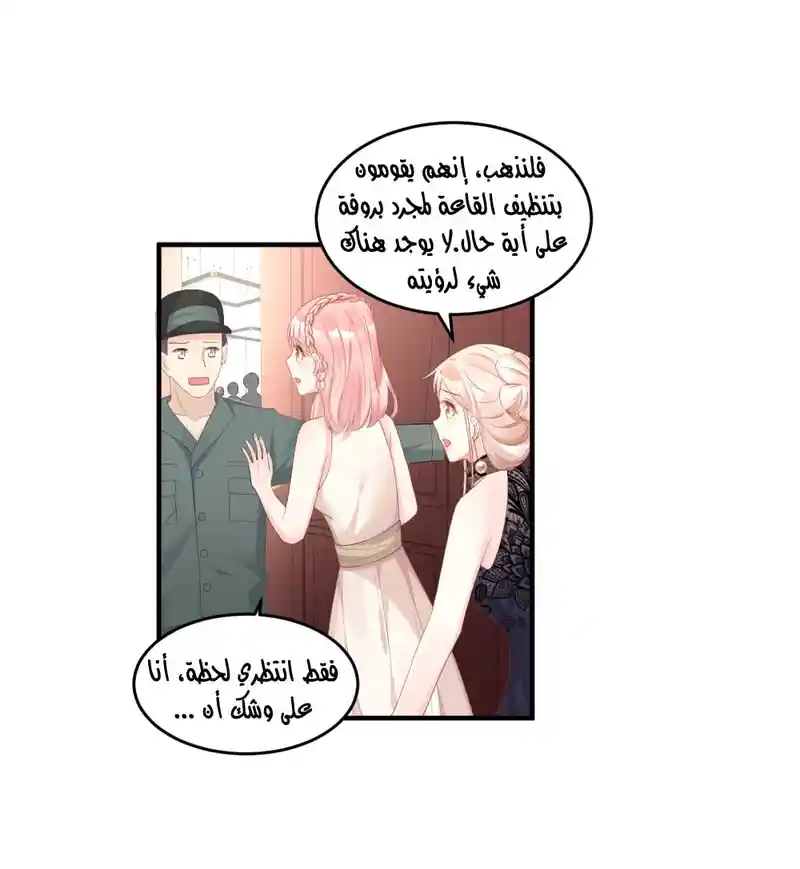 فلنذهب، إنهم يقومون
بتنظيف القاعة لمجرد بروفة
على أية حال.لا يوجد هناك
شيء لرؤيته
فقط انتظري لحظة، أنا
على وشك أن ...